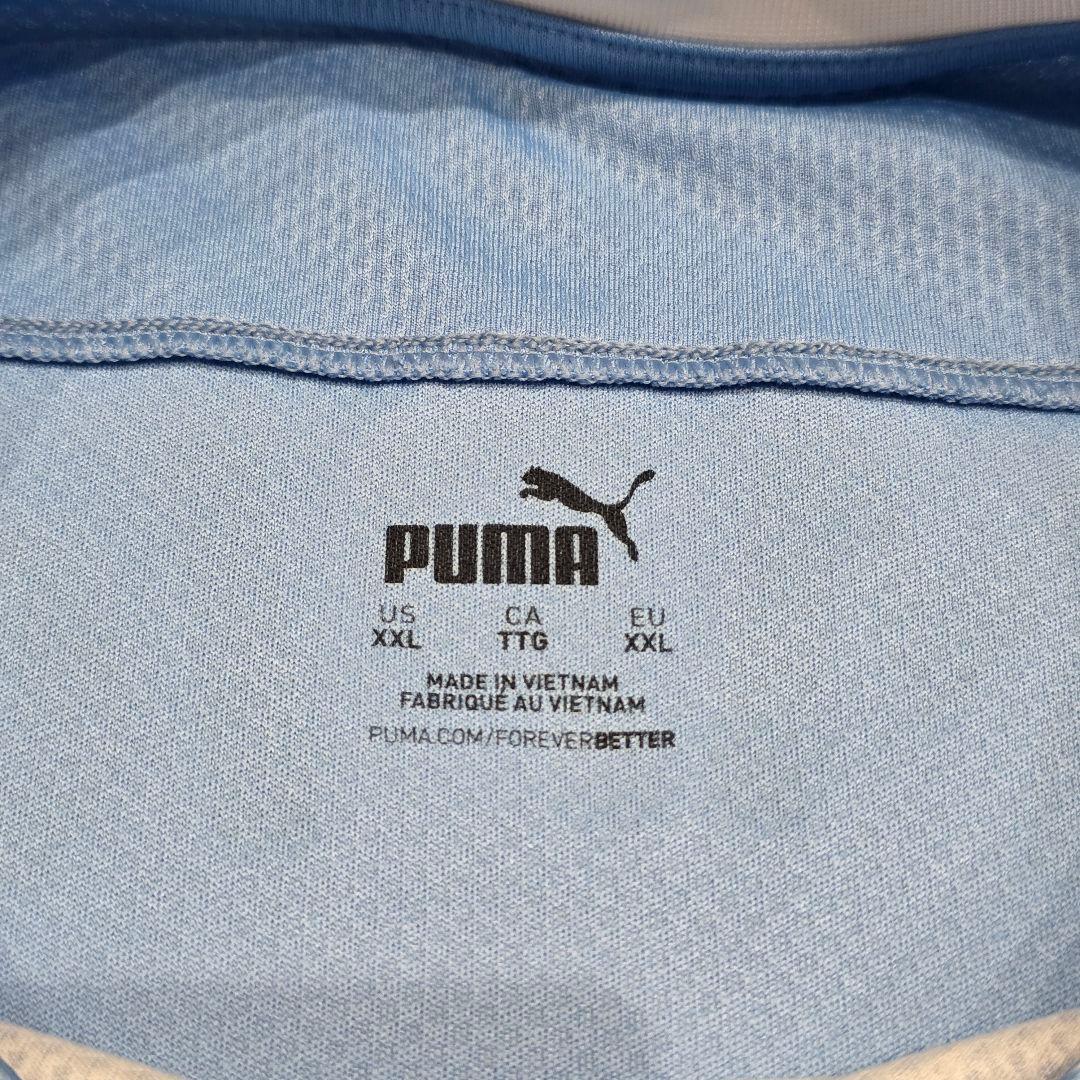 PUMA
US CA EU
XXL TTG XXL
MADE IN VIETNAM
FABRIQUÉ AU VIETNAM
PUMA.COM/FOREVERBETTER